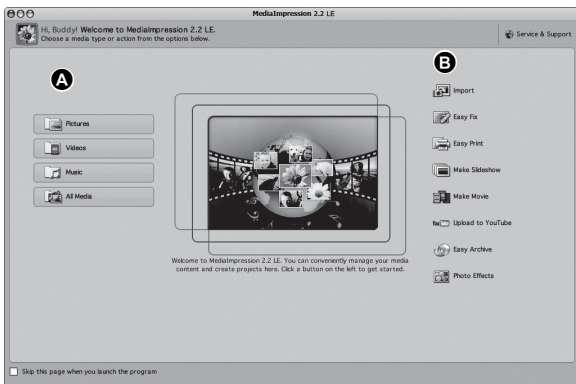 MediaImpression 2.2 LE
Hi, Buddy! Welcome to MediaImpression 2.2 LE.
Choose a media type or action from the options below.
Service & Support
A
Pictures
Videos
Music
All Media
Welcome to MediaImpression 2.2 LE. You can conveniently manage your media
content and create projects here. Click a button on the left to get started.
B
Import
Easy Fix
Easy Print
Make Slideshow
Make Movie
Upload to YouTube
Easy Archive
Photo Effects
Skip this page when you launch the program